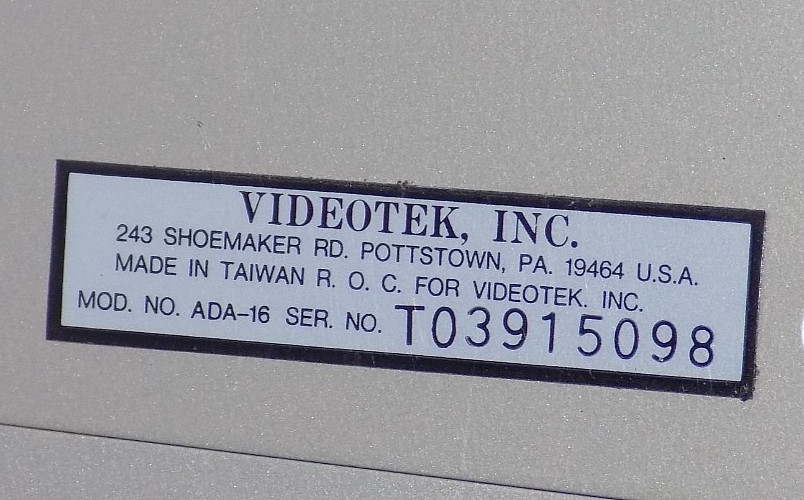 VIDEOTEK, INC.
243 SHOEMAKER RD. POTTSTOWN, PA. 19464 U.S.A.
MADE IN TAIWAN R. O. C. FOR VIDEOTEK. INC.
MOD. NO. ADA-16 SER. NO. T03915098